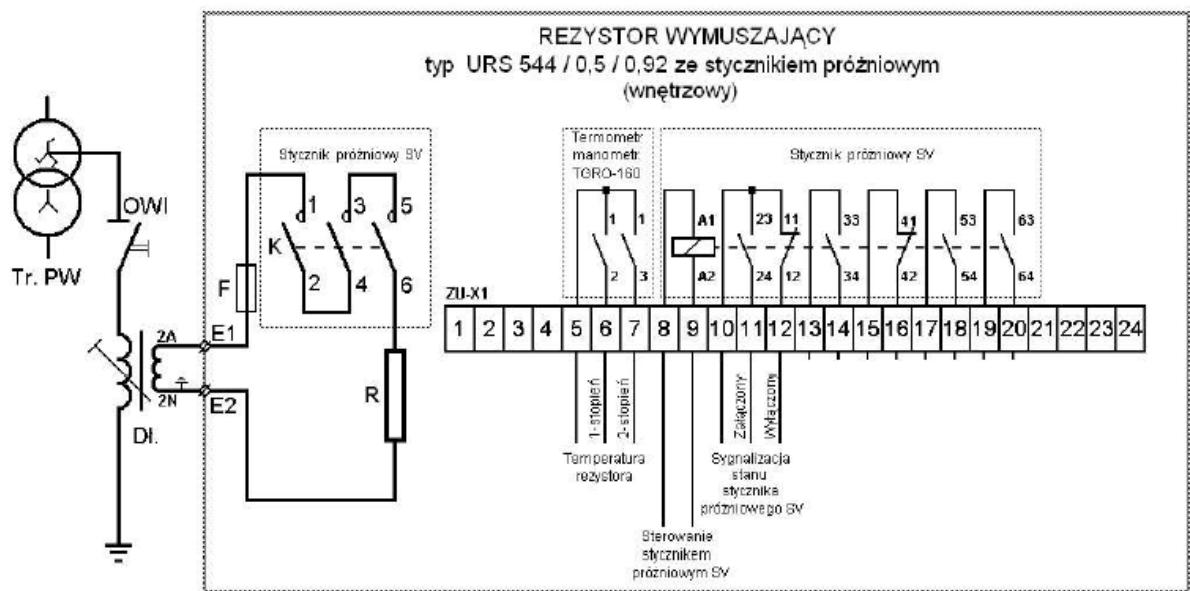 REZYSTOR WYMUSZAJĄCY
typ URS 544 / 0,5 / 0,92 ze stycznikiem próżniowym
(wnętrzowy)
Stycznik próżniowy SV
Termometr
manometr.
TGRO-160
Stycznik próżniowy SV
OWI
Tr. PW
1 3 5
K
2 4 6
F
1 1 A1 23 11 33 41 53 63
2 3 A2 24 12 34 42 54 64
ZU-X1
1 2 3 4 5 6 7 8 9 10 11 12 13 14 15 16 17 18 19 20 21 22 23 24
2A E1
2N E2
R
Dł.
1-stopień
2-stopień
Załączony
Wyłączony
Temperatura
rezystora
Sygnalizacja
stanu
stycznika
próżniowego SV
Sterowanie
stycznikiem
próżniowym SV